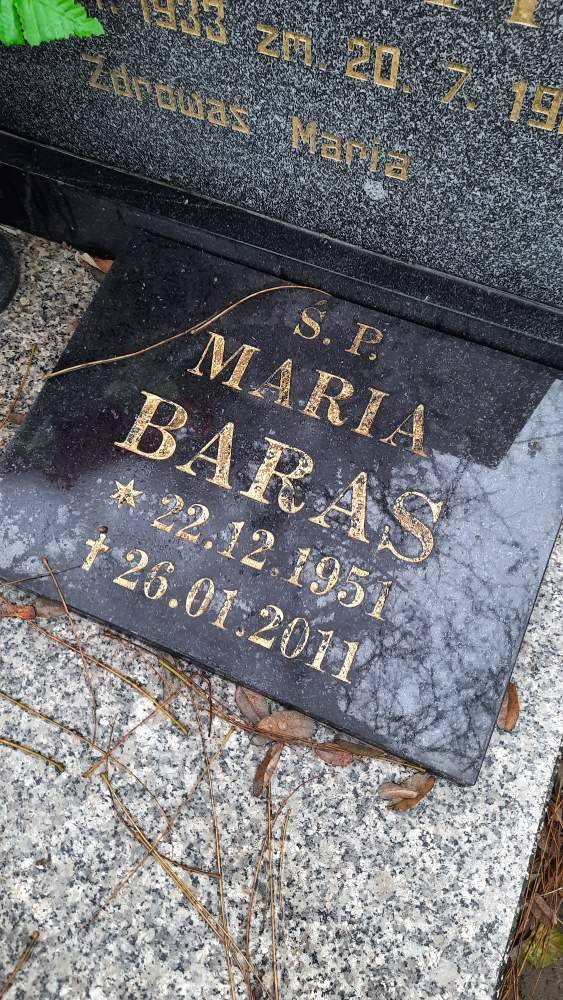 1933 zm. 20. 7.
Zdrowaś Maria
Ś. P.
MARIA
BARAS
* 22.12.1951
† 26.01.2011